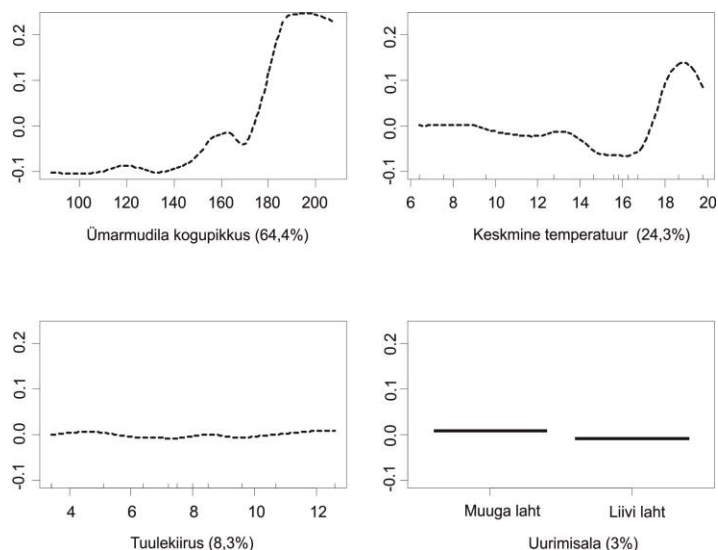 0.2
0.1
0.0
-0.1
100 120 140 160 180 200
Ümarmudila kogupikkus (64,4%)
0.2
0.1
0.0
-0.1
6 8 10 12 14 16 18 20
Keskmine temperatuur (24,3%)
0.2
0.1
0.0
-0.1
4 6 8 10 12
Tuulekiirus (8,3%)
0.2
0.1
0.0
-0.1
Muuga laht Liivi laht
Uurimisala (3%)